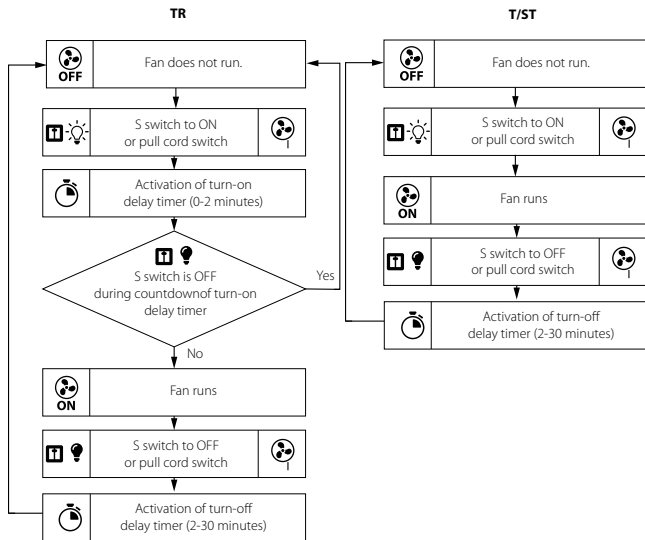 TR
OFF
Fan does not run.
S switch to ON
or pull cord switch
Activation of turn-on
delay timer (0-2 minutes)
S switch is OFF
during countdownof turn-on
delay timer
Yes
No
ON
Fan runs
S switch to OFF
or pull cord switch
Activation of turn-off
delay timer (2-30 minutes)
T/ST
OFF
Fan does not run.
S switch to ON
or pull cord switch
ON
Fan runs
S switch to OFF
or pull cord switch
Activation of turn-off
delay timer (2-30 minutes)